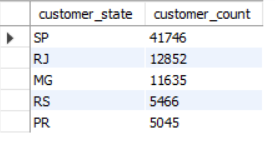 customer_state customer_count
SP 41746
RJ 12852
MG 11635
RS 5466
PR 5045